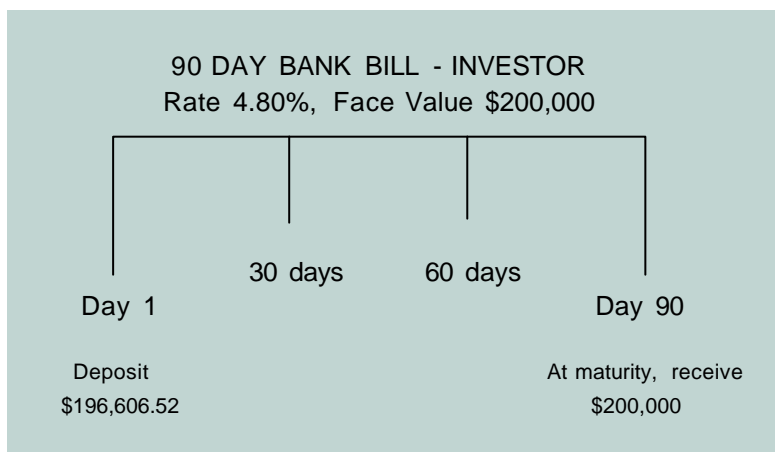 90 DAY BANK BILL - INVESTOR
Rate 4.80%, Face Value $200,000
30 days
60 days
Day 1
Day 90
Deposit
At maturity, receive
$196,606.52
$200,000